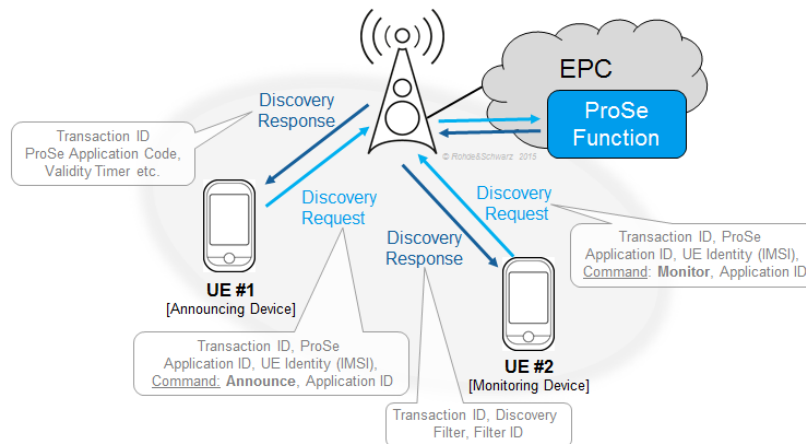 EPC
ProSe
Function
© Rohde&Schwarz 2015
Discovery
Response
Transaction ID
ProSe Application Code,
Validity Timer etc.
Discovery
Request
Discovery
Request
Discovery
Response
Transaction ID, ProSe
Application ID, UE Identity (IMSI),
Command: Monitor, Application ID
UE #1
[Announcing Device]
Transaction ID, ProSe
Application ID, UE Identity (IMSI),
Command: Announce, Application ID
UE #2
[Monitoring Device]
Transaction ID, Discovery
Filter, Filter ID